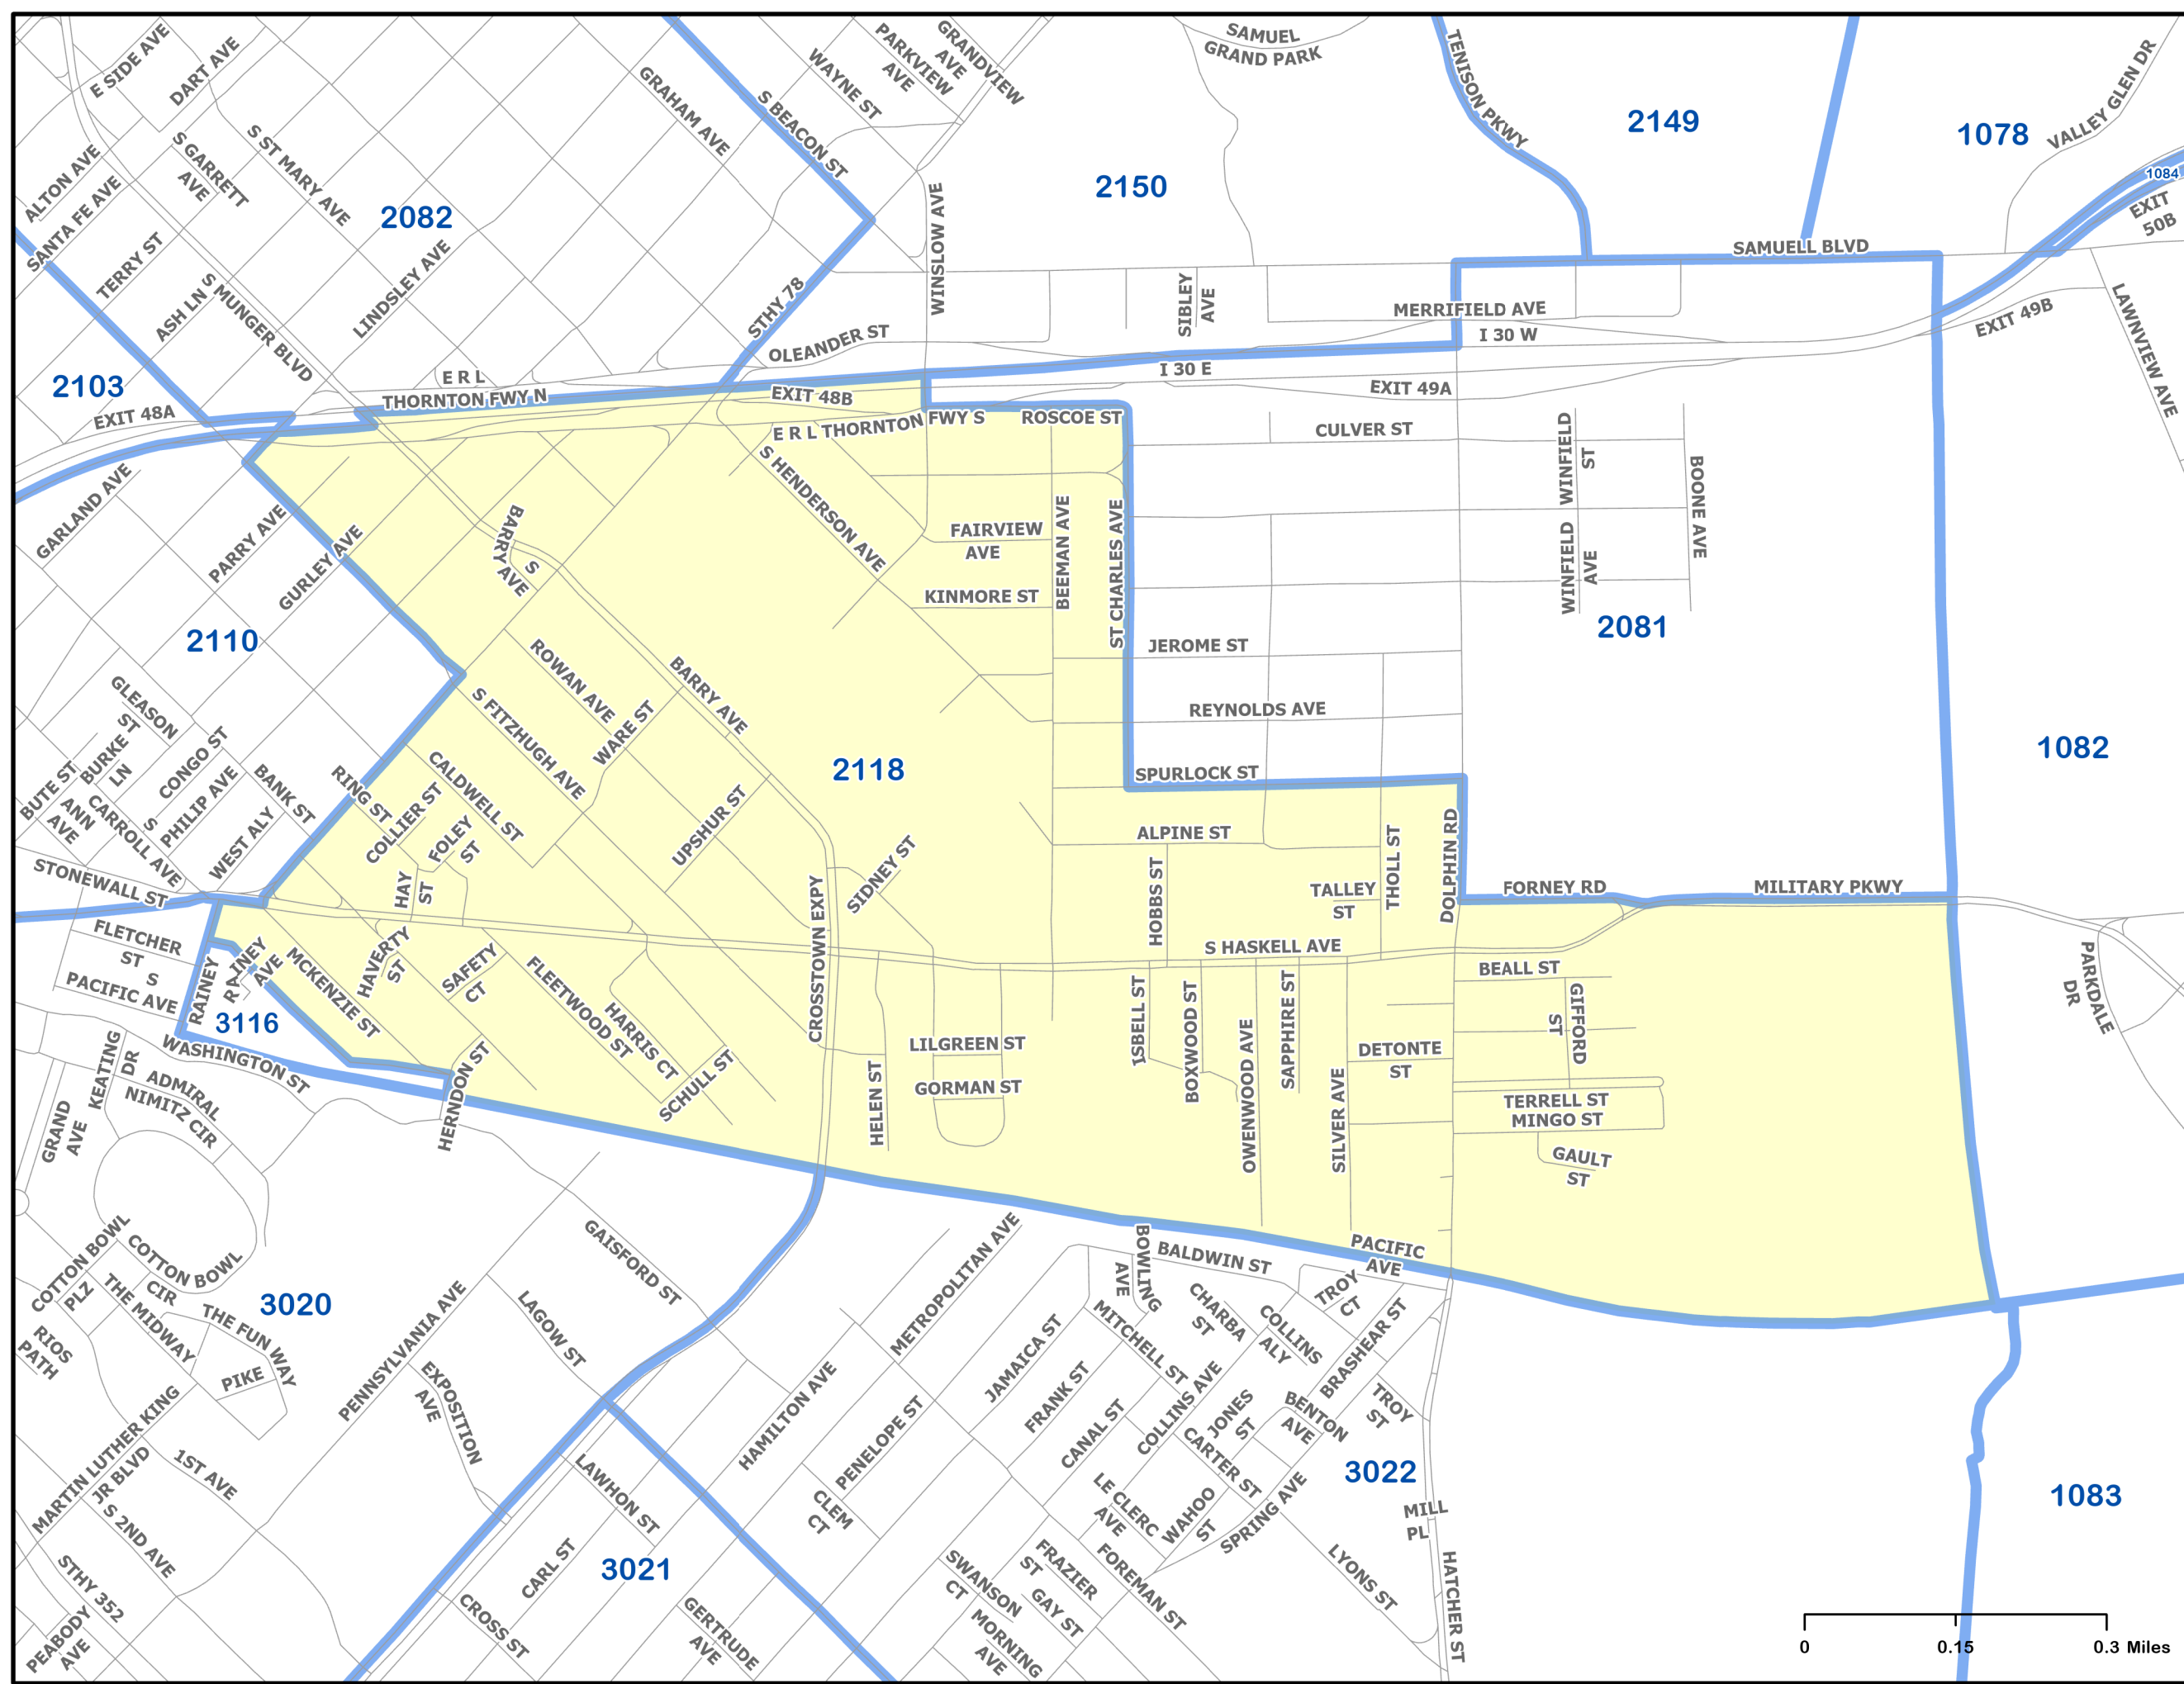 E SIDE AVE
DART AVE
GRAHAM AVE
S BEACON ST
WAYNE ST
PARKVIEW
AVE
GRANDVIEW
AVE
SAMUEL
GRAND PARK
TENISON PKWY
2149
1078
VALLEY GLEN DR
1084
EXIT
50B
ALTON AVE
SANTA FE AVE
S GARRETT
AVE
S ST MARY AVE
2082
2150
TERRY ST
ASH LN
S MUNGER BLVD
LINDSLEY AVE
WINSLOW AVE
STHY 78
SIBLEY
AVE
SAMUELL BLVD
MERRIFIELD AVE
I 30 W
EXIT 49B
LAWNVIEW AVE
OLEANDER ST
E R L
THORNTON FWY N
2103
EXIT 48A
EXIT 48B
I 30 E
EXIT 49A
E R L THORNTON
FWY S
ROSCOE ST
CULVER ST
WINFIELD
ST
BOONE AVE
S HENDERSON AVE
GARLAND AVE
PARRY AVE
GURLEY AVE
BARRY AVE
S
FAIRVIEW
AVE
BEEMAN AVE
ST CHARLES AVE
WINFIELD
AVE
KINMORE ST
2110
2081
JEROME ST
ROWAN AVE
BARRY AVE
WARE ST
S FITZHUGH AVE
REYNOLDS AVE
GLEASON
ST
BURKE
LN
CONGO ST
BUTE ST
ANN
AVE
CARROLL AVE
S
PHILIP AVE
BANK ST
WEST ALY
RING ST
COLLIER ST
CALDWELL ST
FOLEY
ST
2118
1082
SPURLOCK ST
UPSHUR ST
ALPINE ST
SIDNEY ST
HOBBS ST
THOLL ST
DOLPHIN RD
TALLEY
ST
FORNEY RD
MILITARY PKWY
STONEWALL ST
HAY
ST
CROSSTOWN EXPY
S HASKELL AVE
FLETCHER
ST
S
PACIFIC AVE
RAINEY
RAINEY
AVE
MCKENZIE ST
HAVERTY
ST
SAFETY
CT
FLEETWOOD ST
HARRIS CT
SCHULL ST
BEALL ST
GIFFORD
ST
PARKDALE
DR
3116
WASHINGTON ST
ISBELL ST
BOXWOOD ST
OWENWOOD AVE
SAPPHIRE ST
SILVER AVE
LILGREEN ST
GORMAN ST
HELEN ST
DETONTE
ST
TERRELL ST
MINGO ST
GAULT
ST
KEATING
DR
ADMIRAL
NIMITZ CIR
GRAND
AVE
HERNDON ST
COTTON BOWL
PLZ
COTTON BOWL
CIR
GAISFORD ST
METROPOLITAN AVE
BOWLING
AVE
BALDWIN ST
PACIFIC
AVE
TROY
CT
CHARBA
ST
COLLINS
ALY
BRASHEAR ST
3020
THE MIDWAY
THE FUN WAY
RIOS
PATH
PIKE
PENNSYLVANIA AVE
LAGOW ST
EXPOSITION
AVE
JAMAICA ST
MITCHELL ST
FRANK ST
HAMILTON AVE
PENELOPE ST
CANAL ST
COLLINS AVE
JONES
ST
BENTON
AVE
TROY
ST
MARTIN LUTHER KING
JR BLVD
1ST AVE
S 2ND AVE
LAWHON ST
CLEM
CT
CARTER ST
LE CLERC
AVE
WAHOO
ST
SPRING AVE
3022
MILL
PL
1083
STHY 352
PEABODY
AVE
CARL ST
CROSS ST
3021
GERTRUDE
AVE
SWANSON
CT
FRAZIER
ST
GAY ST
FOREMAN ST
MORNING
AVE
LYONS ST
HATCHER ST
0
0.15
0.3 Miles